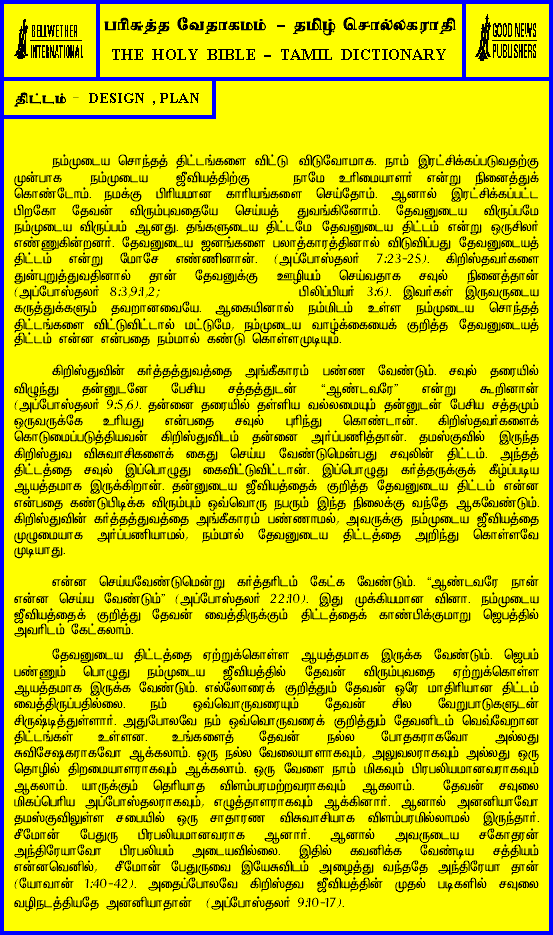 BELLWETHER
INTERNATIONAL
பரிசுத்த வேதாகமம் - தமிழ் சொல்லகராதி
THE HOLY BIBLE - TAMIL DICTIONARY
GOOD NEWS
PUBLISHERS
திட்டம் - DESIGN , PLAN
நம்முடைய சொந்தத் திட்டங்களை விட்டு விடுவோமாக. நாம் இரட்சிக்கப்படுவதற்கு
முன்பாக நம்முடைய ஜீவியத்திற்கு நாமே உரிமையாளர் என்று நினைத்துக்
கொண்டோம். நமக்கு பிரியமான காரியங்களை செய்தோம். ஆனால் இரட்சிக்கப்பட்ட
பிறகோ தேவன் விரும்புவதையே செய்யத் துவங்கினோம். தேவனுடைய விருப்பமே
நம்முடைய விருப்பம் ஆனது. தங்களுடைய திட்டமே தேவனுடைய திட்டம் என்று ஒருசிலர்
எண்ணுகின்றனர். தேவனுடைய ஜனங்களை பலாத்காரத்தினால் விடுவிப்பது தேவனுடையத்
திட்டம் என்று மோசே எண்ணினான். (அப்போஸ்தலர் 7:23-25). கிறிஸ்தவர்களை
துன்புறுத்துவதினால் தான் தேவனுக்கு ஊழியம் செய்வதாக சவுல் நினைத்தான்
(அப்போஸ்தலர் 8:3,9:1,2; பிலிப்பியர் 3:6). இவர்கள் இருவருடைய
கருத்துக்களும் தவறானவையே. ஆகையினால் நம்மிடம் உள்ள நம்முடைய சொந்தத்
திட்டங்களை விட்டுவிட்டால் மட்டுமே, நம்முடைய வாழ்க்கையைக் குறித்த தேவனுடையத்
திட்டம் என்ன என்பதை நம்மால் கண்டு கொள்ளமுடியும்.
கிறிஸ்துவின் கர்த்தத்துவத்தை அங்கீகாரம் பண்ண வேண்டும். சவுல் தரையில்
விழுந்து தன்னுடனே பேசிய சத்தத்துடன் “ஆண்டவரே” என்று கூறினான்
(அப்போஸ்தலர் 9:5,6). தன்னை தரையில் தள்ளிய வல்லமையும் தன்னுடன் பேசிய சத்தமும்
ஒருவருக்கே உரியது என்பதை சவுல் புரிந்து கொண்டான். கிறிஸ்தவர்களைக்
கொடுமைப்படுத்தியவன் கிறிஸ்துவிடம் தன்னை அர்ப்பணித்தான். தமஸ்குவில் இருந்த
கிறிஸ்துவ விசுவாசிகளைக் கைது செய்ய வேண்டுமென்பது சவுலின் திட்டம். அந்தத்
திட்டத்தை சவுல் இப்பொழுது கைவிட்டுவிட்டான். இப்பொழுது கர்த்தருக்குக் கீழ்ப்படிய
ஆயத்தமாக இருக்கிறான். தன்னுடைய ஜீவியத்தைக் குறித்த தேவனுடைய திட்டம் என்ன
என்பதை கண்டுபிடிக்க விரும்பும் ஒவ்வொரு நபரும் இந்த நிலைக்கு வந்தே ஆகவேண்டும்.
கிறிஸ்துவின் கர்த்தத்துவத்தை அங்கீகாரம் பண்ணாமல், அவருக்கு நம்முடைய ஜீவியத்தை
முழுமையாக அர்ப்பணியாமல், நம்மால் தேவனுடைய திட்டத்தை அறிந்து கொள்ளவே
முடியாது.
என்ன செய்யவேண்டுமென்று கர்த்தரிடம் கேட்க வேண்டும். “ஆண்டவரே நான்
என்ன செய்ய வேண்டும்” (அப்போஸ்தலர் 22:10). இது முக்கியமான வினா. நம்முடைய
ஜீவியத்தைக் குறித்து தேவன் வைத்திருக்கும் திட்டத்தைக் காண்பிக்குமாறு ஜெபத்தில்
அவரிடம் கேட்கலாம்.
தேவனுடைய திட்டத்தை ஏற்றுக்கொள்ள ஆயத்தமாக இருக்க வேண்டும். ஜெபம்
பண்ணும் பொழுது நம்முடைய ஜீவியத்தில் தேவன் விரும்புவதை ஏற்றுக்கொள்ள
ஆயத்தமாக இருக்க வேண்டும். எல்லோரைக் குறித்தும் தேவன் ஒரே மாதிரியான திட்டம்
வைத்திருப்பதில்லை. நம் ஒவ்வொருவரையும் தேவன் சில வேறுபாடுகளுடன்
சிருஷ்டித்துள்ளார். அதுபோலவே நம் ஒவ்வொருவரைக் குறித்தும் தேவனிடம் வெவ்வேறான
திட்டங்கள் உள்ளன. உங்களைத் தேவன் நல்ல போதகராகவோ அல்லது
சுவிசேஷகராகவோ ஆக்கலாம். ஒரு நல்ல வேலையாளாகவும், அலுவலராகவும் அல்லது ஒரு
தொழில் திறமையாளராகவும் ஆக்கலாம். ஒரு வேளை நாம் மிகவும் பிரபலியமானவராகவும்
ஆகலாம். யாருக்கும் தெரியாத விளம்பரமற்றவராகவும் ஆகலாம். தேவன் சவுலை
மிகப்பெரிய அப்போஸ்தலராகவும், எழுத்தாளராகவும் ஆக்கினார். ஆனால் அனனியாவோ
தமஸ்குவிலுள்ள சபையில் ஒரு சாதாரண விசுவாசியாக விளம்பரமில்லாமல் இருந்தார்.
சீமோன் பேதுரு பிரபலியமானவராக ஆனார். ஆனால் அவருடைய சகோதரன்
அந்திரேயாவோ பிரபலியம் அடையவில்லை. இதில் கவனிக்க வேண்டிய சத்தியம்
என்னவெனில், சீமோன் பேதுருவை இயேசுவிடம் அழைத்து வந்ததே அந்திரேயா தான்
(யோவான் 1:40-42). அதைப்போலவே கிறிஸ்தவ ஜீவியத்தின் முதல் படிகளில் சவுலை
வழிநடத்தியதே அனனியாதான் (அப்போஸ்தலர் 9:10-17).